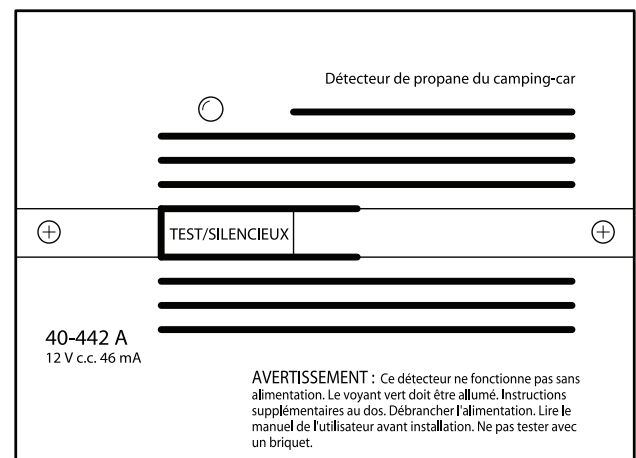 Détecteur de propane du camping-car
TEST/SILENCIEUX
40-442 A
12 V c.c. 46 mA
AVERTISSEMENT : Ce détecteur ne fonctionne pas sans
alimentation. Le voyant vert doit être allumé. Instructions
supplémentaires au dos. Débrancher l'alimentation. Lire le
manuel de l'utilisateur avant installation. Ne pas tester avec
un briquet.